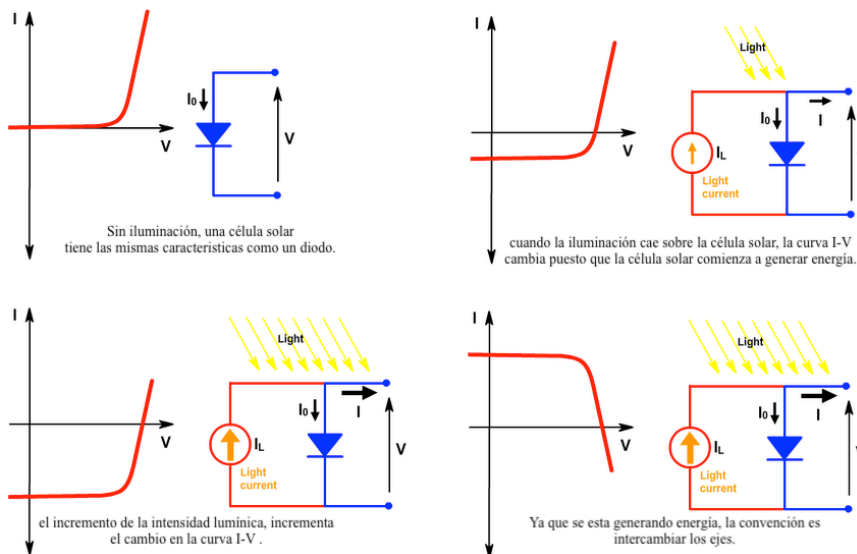 I
V
I0
V
Sin iluminación, una célula solar
tiene las mismas caracteristicas como un diodo.
I
V
Light
I0
I
IL
Light
current
cuando la iluminación cae sobre la célula solar, la curva I-V
cambia puesto que la célula solar comienza a generar energía.
I
V
Light
I0
I
IL
V
Light
current
el incremento de la intensidad lumínica, incrementa
el cambio en la curva I-V .
I
V
Light
I0
I
IL
Light
current
Ya que se esta generando energía, la convención es
intercambiar los ejes.